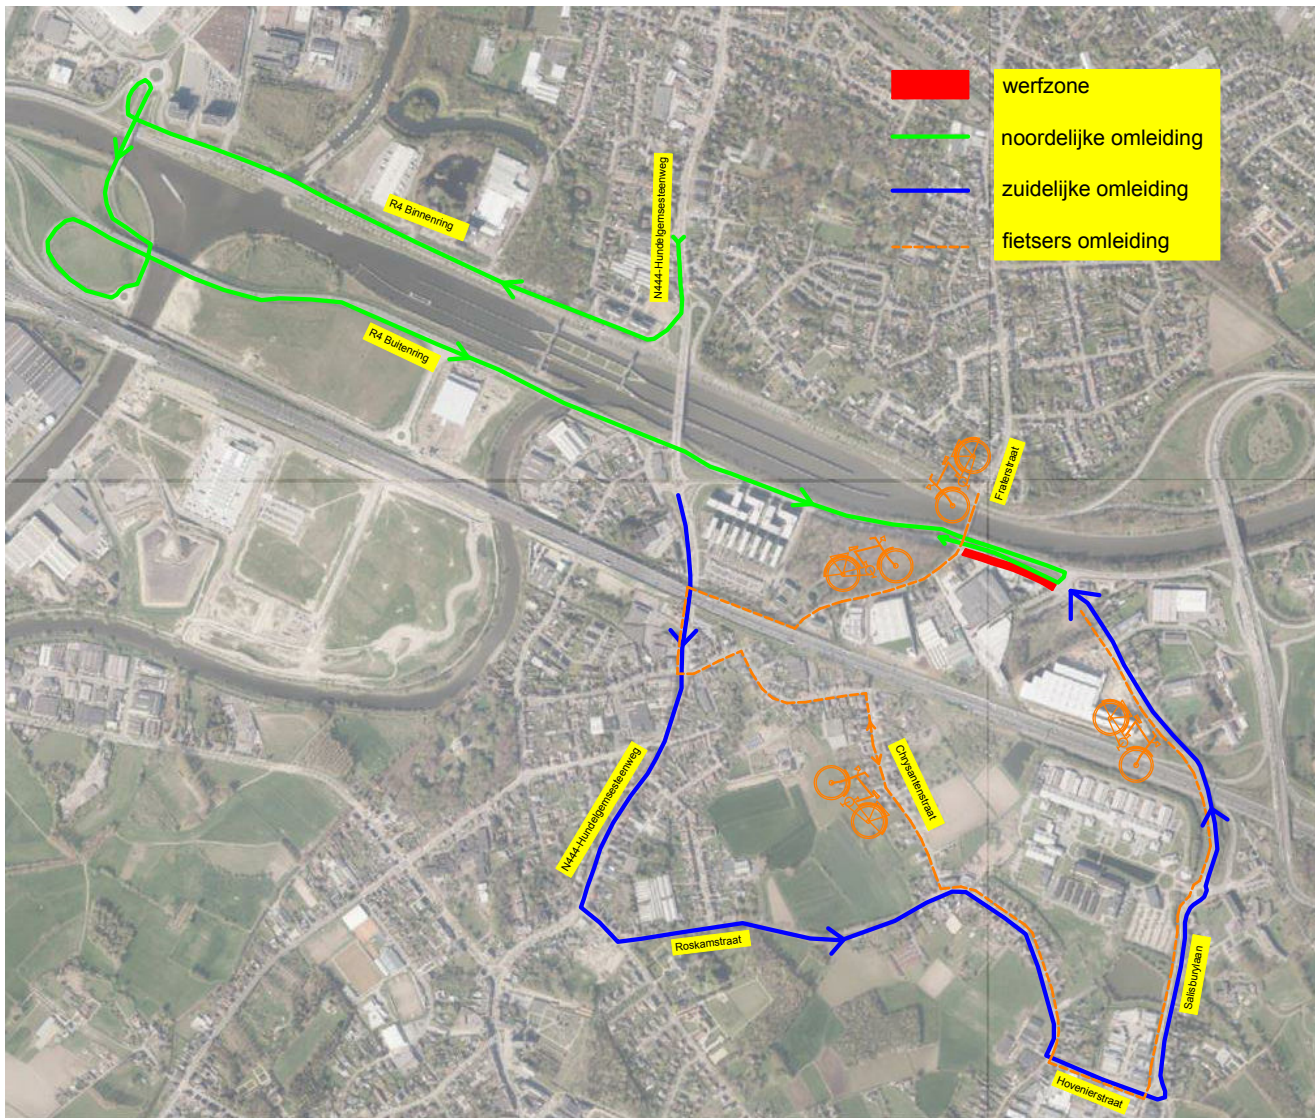 werfzone
noordelijke omleiding
zuidelijke omleiding
fietsers omleiding
R4 Binnenring
N444-Hundelgemsesteenweg
R4 Buitenring
Fraterstraat
N444-Hundelgemsesteenweg
Chrysantenstraat
Roskamstraat
Salisburylaan
Hovenierstraat